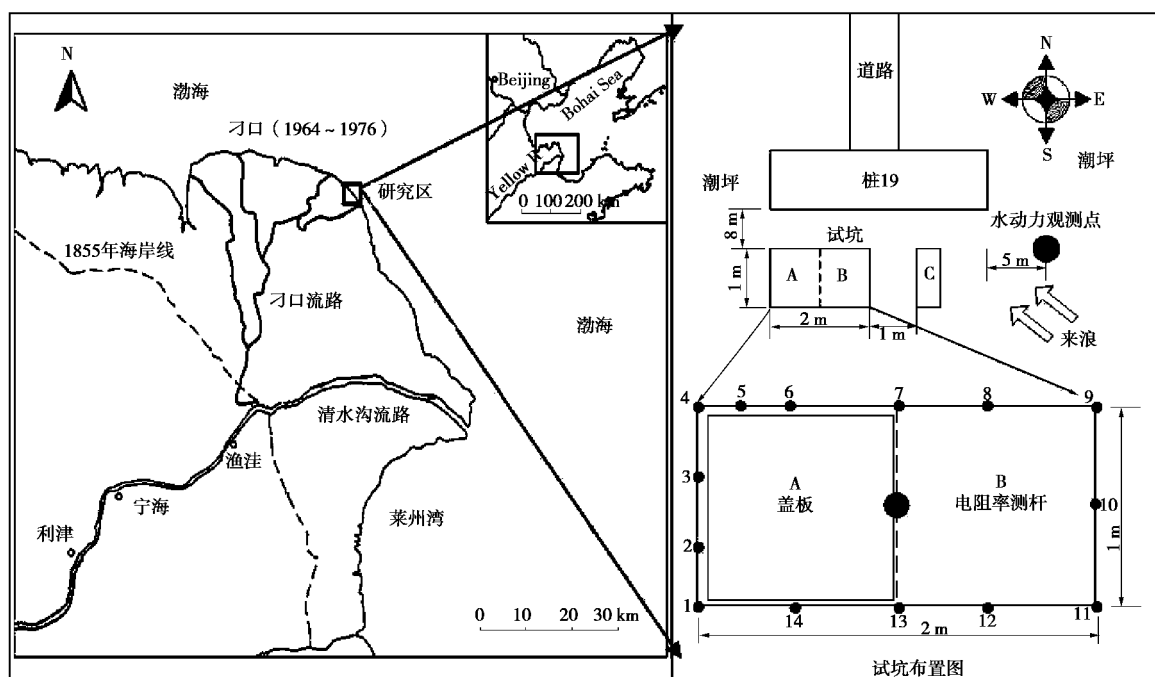 N
渤海
刁口（1964～1976）
研究区
1855年海岸线
刁口流路
渤海
清水沟流路
渔洼
宁海
利津
莱州湾
0 10 20 30 km
Beijing
Bohai Sea
Yellow R
0 100 200 km
道路
N
W E
S
潮坪
潮坪
桩19
8 m
试坑
水动力观测点
1 m
A B C
5 m
2 m
1 m
来浪
4 5 6 7 8 9
3
A
盖板
B
电阻率测杆
10
2
1 m
1 14 13 12 11
2 m
试坑布置图